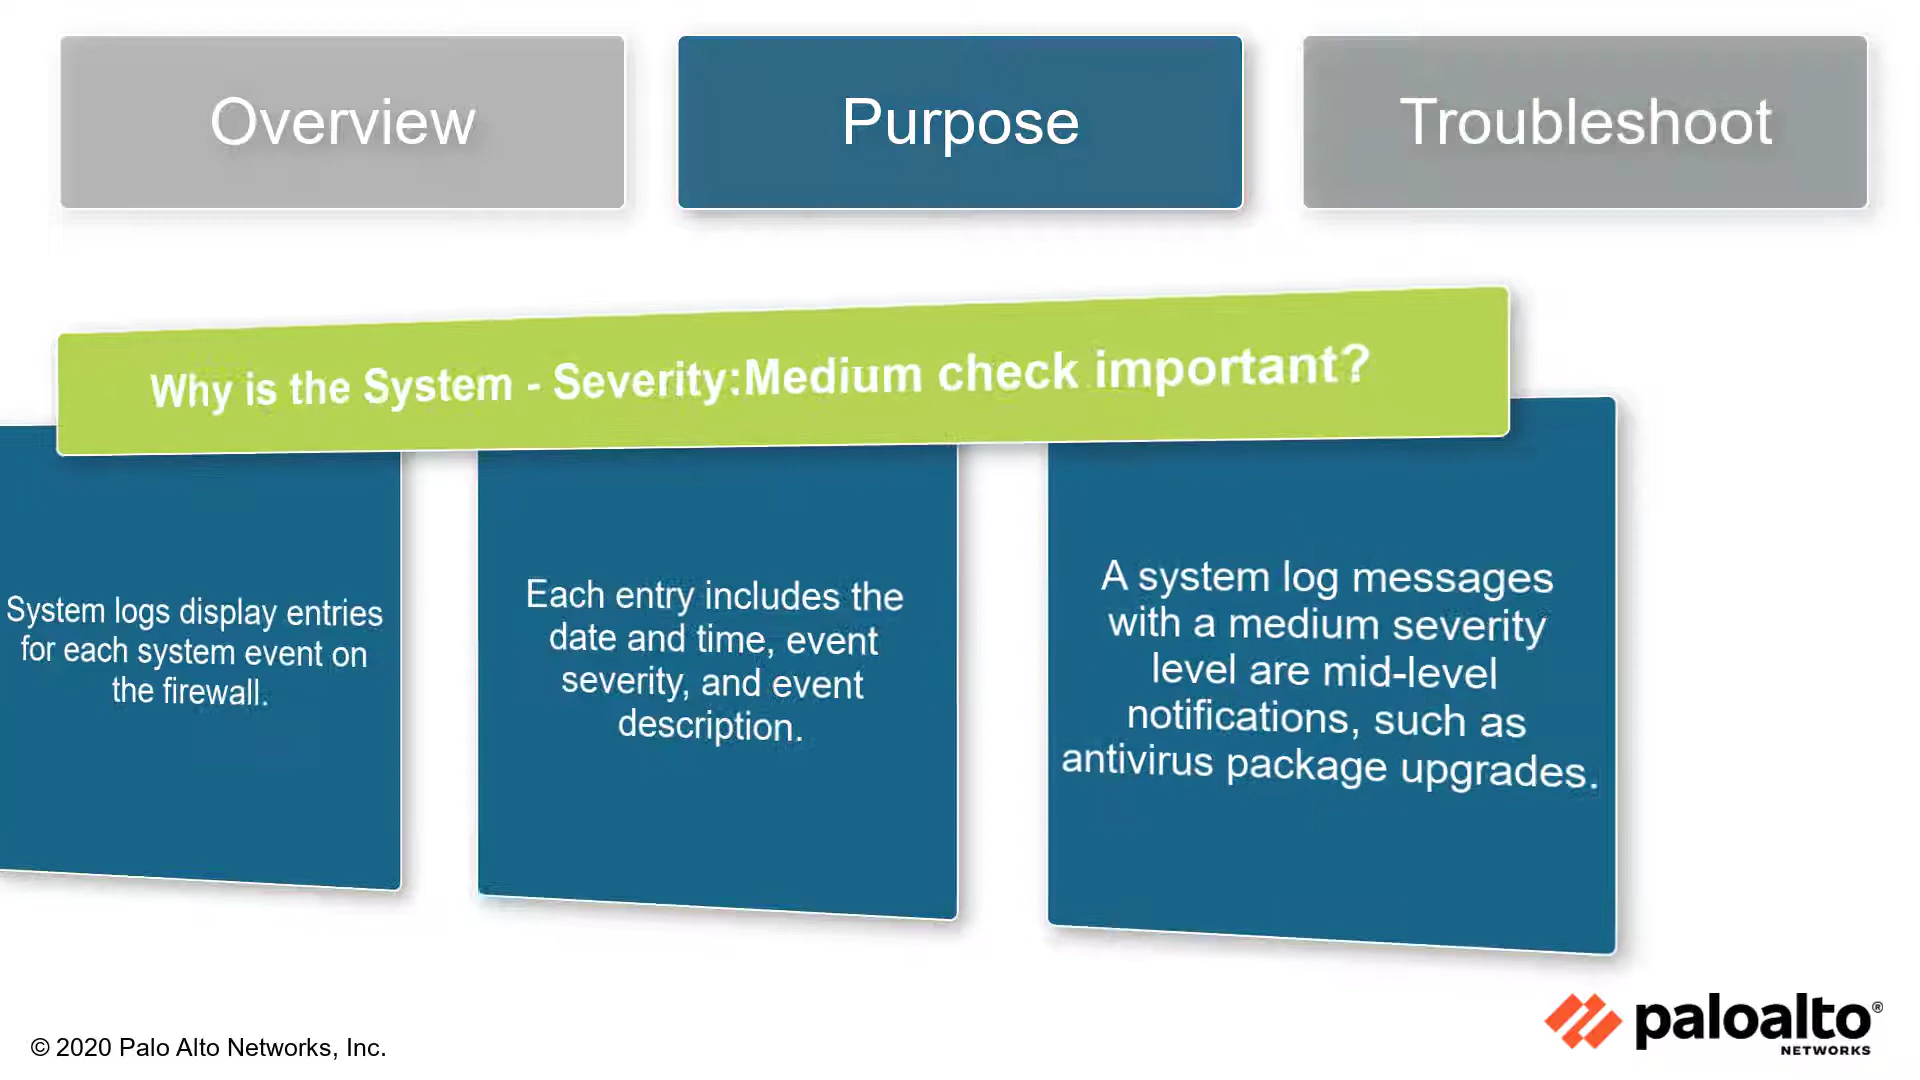 Overview
Purpose
Troubleshoot
Why is the System - Severity:Medium check important?
System logs display entries
for each system event on
the firewall.
Each entry includes the
date and time, event
severity, and event
description.
A system log messages
with a medium severity
level are mid-level
notifications, such as
antivirus package upgrades.
© 2020 Palo Alto Networks, Inc.
paloalto®
NETWORKS